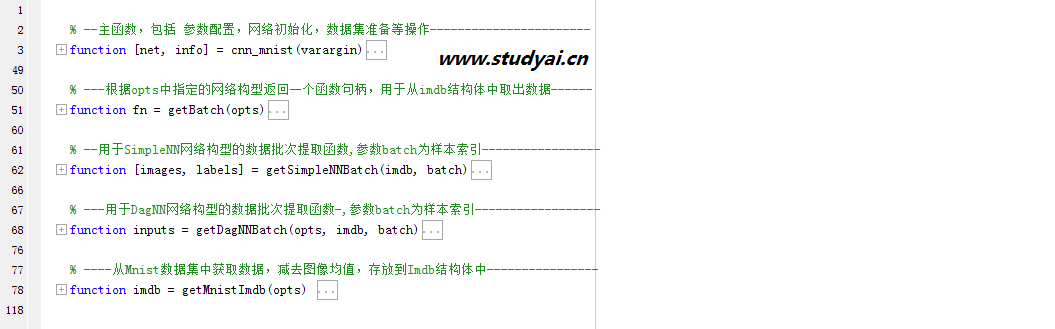 1
2 % --主函数, 包括 参数配置, 网络初始化, 数据集准备等操作-----------------------
3 function [net, info] = cnn_mnist(varargin)...
www.studyai.cn
49
50 % ---根据opts中指定的网络构型返回一个函数句柄, 用于从imdb结构体中取出数据------
51 function fn = getBatch(opts)...
60
61 % --用于SimpleNN网络构型的数据批次提取函数,参数batch为样本索引-----------------
62 function [images, labels] = getSimpleNNBatch(imdb, batch)...
66
67 % ---用于DagNN网络构型的数据批次提取函数-,参数batch为样本索引------------------
68 function inputs = getDagNNBatch(opts, imdb, batch)...
76
77 % ----从Mnist数据集中获取数据, 减去图像均值, 存放到Imdb结构体中----------------
78 function imdb = getMnistImdb(opts) ...
118